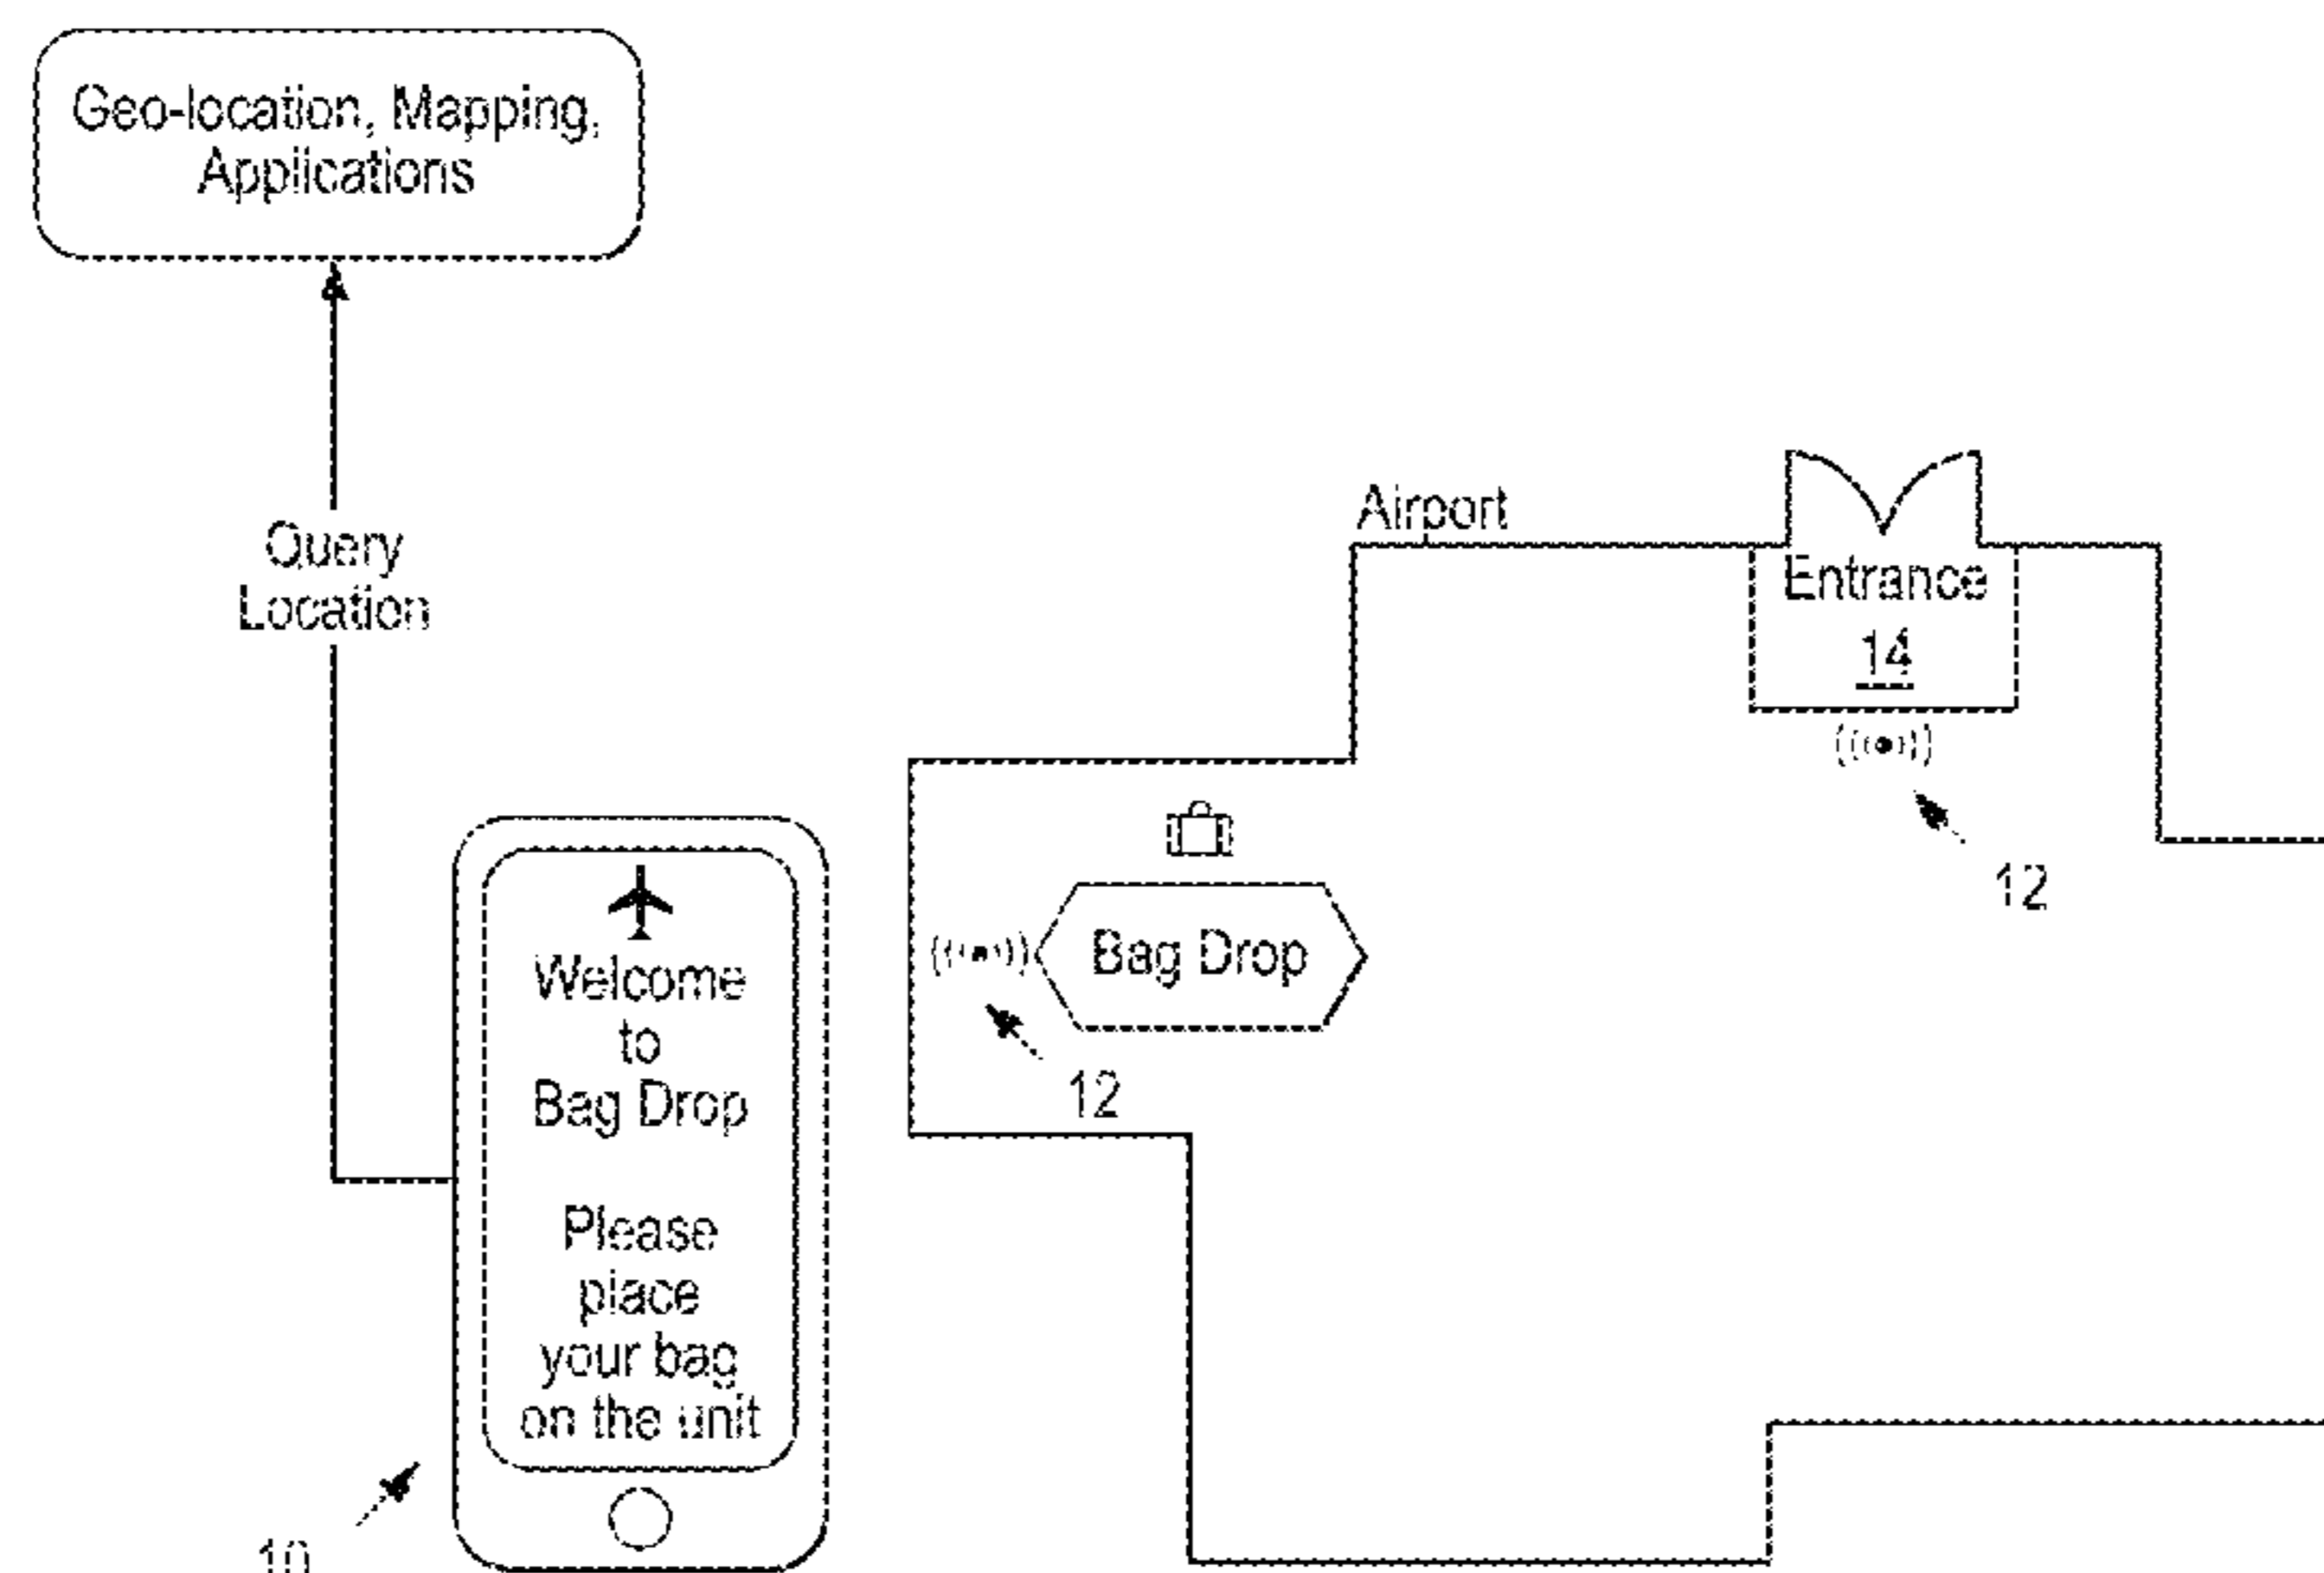 Geo-location, Mapping,
Applications
Query
Location
Airport
Entrance
14
12
Bag Drop
12
Welcome
to
Bag Drop
Please
place
your bag
on the unit
10